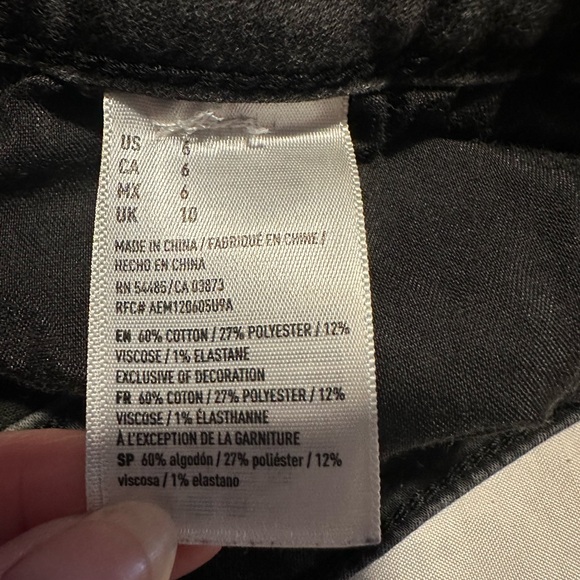 US 6
CA 6
MX 6
UK 10
MADE IN CHINA / FABRIQUÉ EN CHINE /
HECHO EN CHINA
RN 54485/CA 03873
RFC# AEM120605U9A
EN 60% COTTON / 27% POLYESTER / 12%
VISCOSE / 1% ELASTANE
EXCLUSIVE OF DECORATION
FR 60% COTON / 27% POLYESTER / 12%
VISCOSE / 1% ÉLASTHANNE
À L'EXCEPTION DE LA GARNITURE
SP 60% algodón / 27% poliéster / 12%
viscosa / 1% elastano